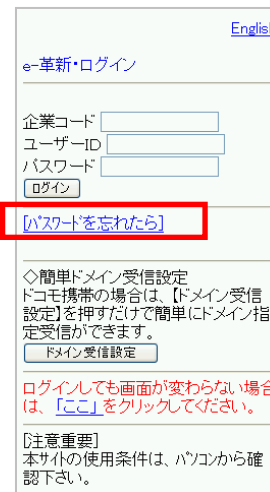 English
e-革新・ログイン
企業コード
ユーザーID
パスワード
ログイン
[ﾊﾟｽﾜｰﾄﾞを忘れたら]
◇簡単ドメイン受信設定
ドコモ携帯の場合は、【ドメイン受信
設定】を押すだけで簡単にドメイン指
定受信ができます。
ドメイン受信設定
ログインしても画面が変わらない場合
は、「ここ」をクリックしてください。
[注意重要]
本ｻｲﾄの使用条件は、ﾊﾟｿｺﾝから確
認下さい。